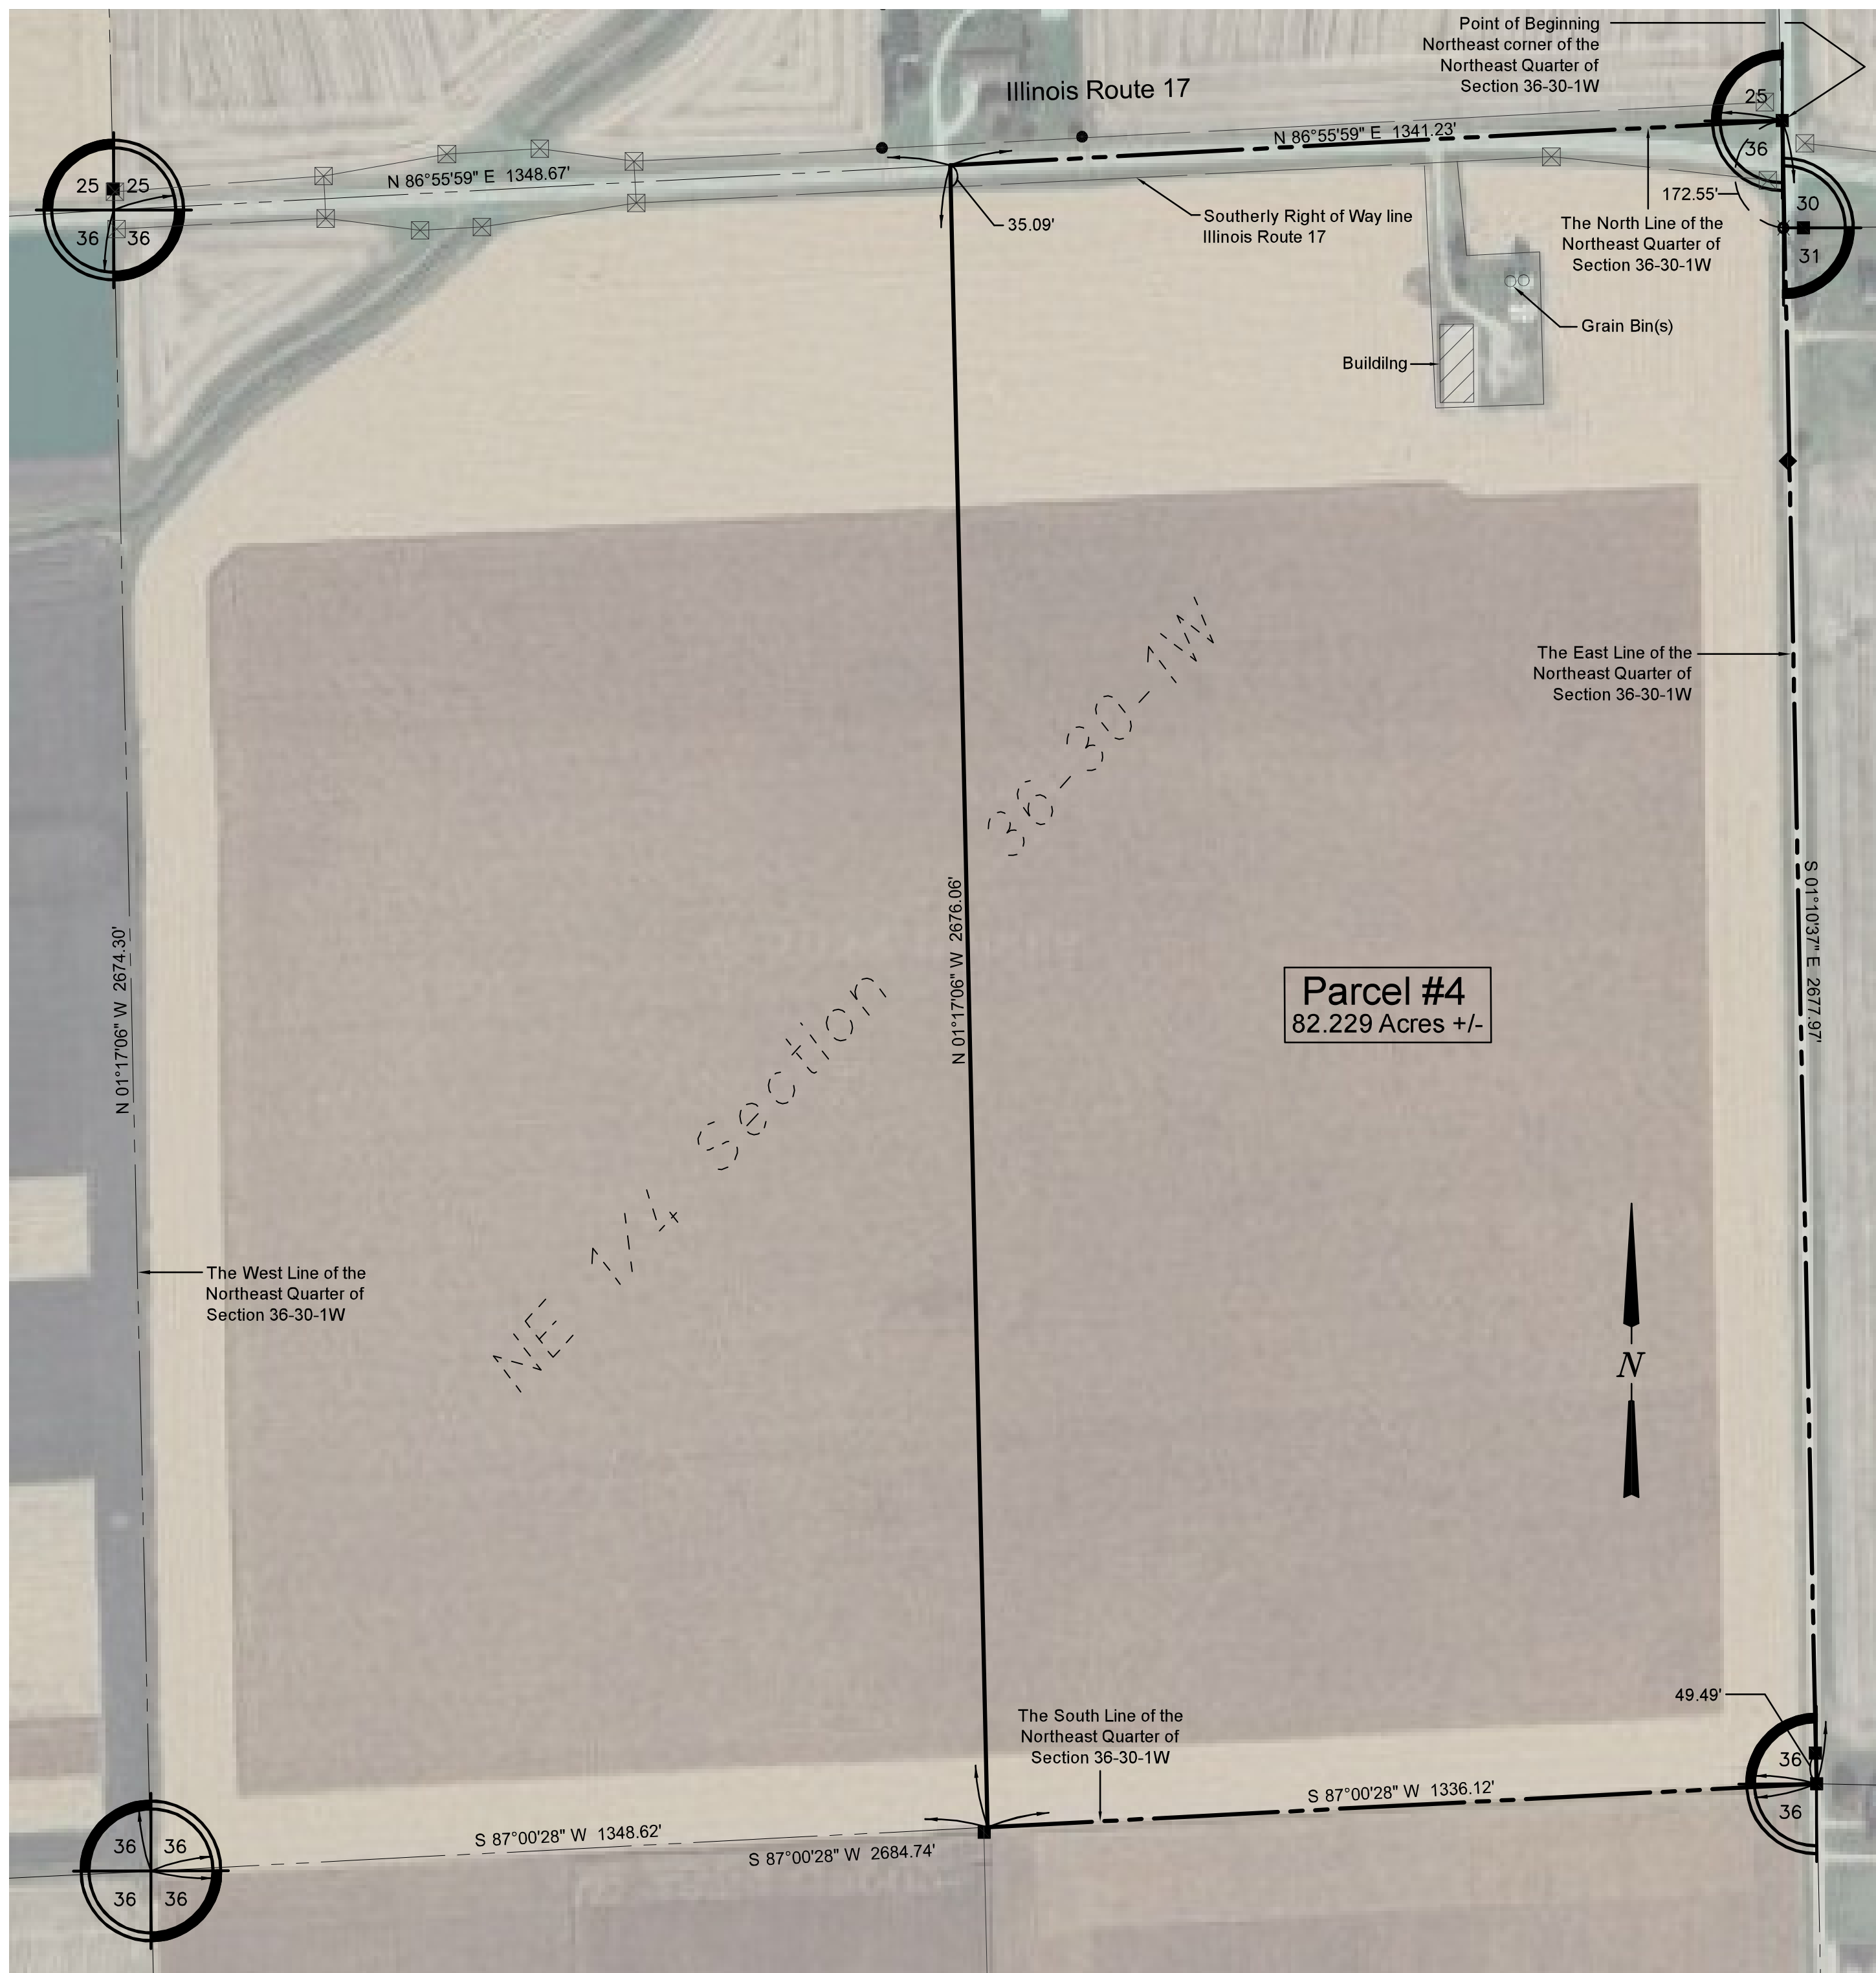 Point of Beginning
Northeast corner of the
Northeast Quarter of
Section 36-30-1W
Illinois Route 17
25
36
N 86°55'59" E 1341.23'
25 25
36 36
N 86°55'59" E 1348.67'
172.55'
30
31
35.09'
Southerly Right of Way line
Illinois Route 17
The North Line of the
Northeast Quarter of
Section 36-30-1W
Grain Bin(s)
Buildilng
The East Line of the
Northeast Quarter of
Section 36-30-1W
NE 1/4 Section 36-30-1W
N 01°17'06" W 2674.30'
N 01°17'06" W 2676.06'
S 01°10'37" E 2677.97'
Parcel #4
82.229 Acres +/-
The West Line of the
Northeast Quarter of
Section 36-30-1W
N
49.49'
The South Line of the
Northeast Quarter of
Section 36-30-1W
36
36
S 87°00'28" W 1336.12'
S 87°00'28" W 1348.62'
S 87°00'28" W 2684.74'
36 36
36 36